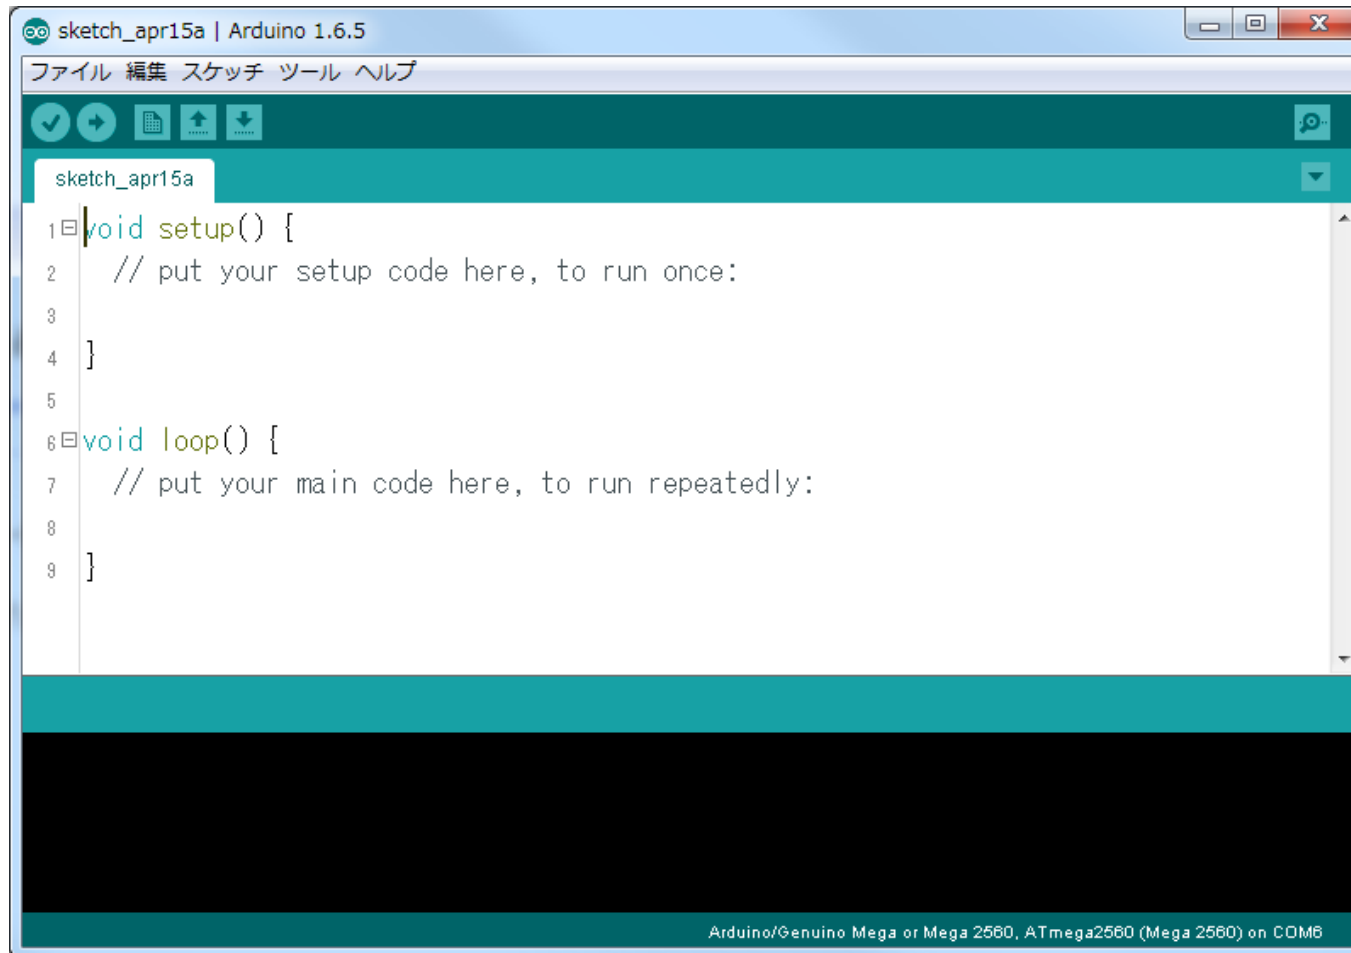 sketch_apr15a | Arduino 1.6.5
ファイル 編集 スケッチ ツール ヘルプ
sketch_apr15a
1 void setup() {
2 // put your setup code here, to run once:
3
4 }
5
6 void loop() {
7 // put your main code here, to run repeatedly:
8
9 }
Arduino/Genuino Mega or Mega 2560, ATmega2560 (Mega 2560) on COM6